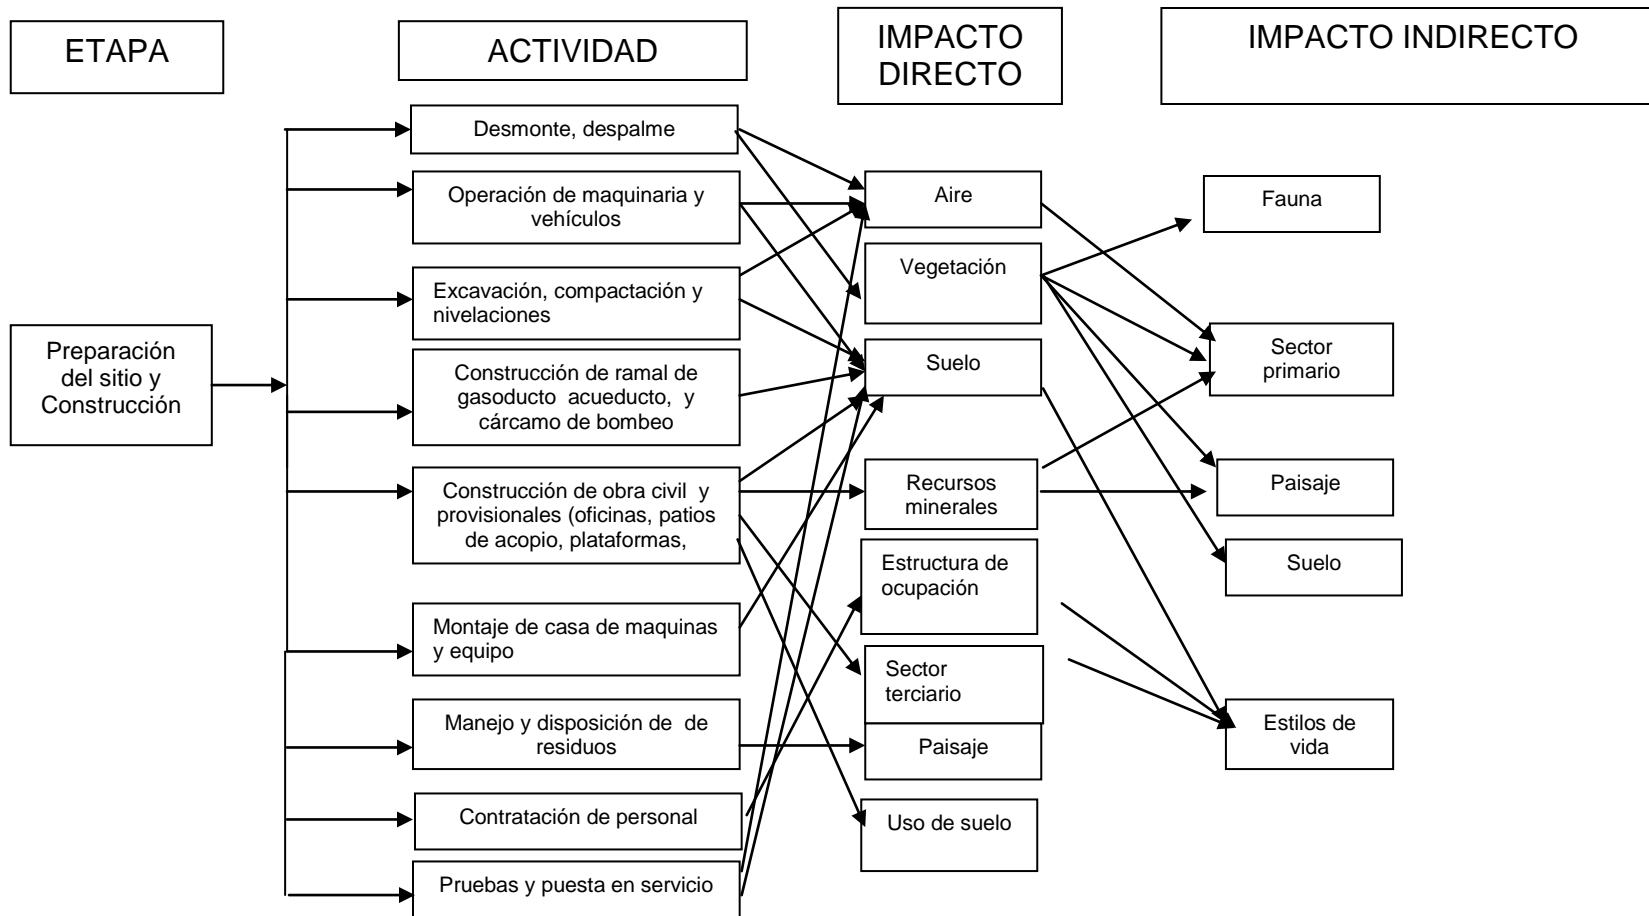 ETAPA
ACTIVIDAD
IMPACTO
DIRECTO
IMPACTO INDIRECTO
Preparación
del sitio y
Construcción
Desmonte, despalme
Operación de maquinaria y
vehículos
Excavación, compactación y
nivelaciones
Construcción de ramal de
gasoducto acueducto, y
cárcamo de bombeo
Construcción de obra civil y
provisionales (oficinas, patios
de acopio, plataformas,
Montaje de casa de maquinas
y equipo
Manejo y disposición de de
residuos
Contratación de personal
Pruebas y puesta en servicio
Aire
Vegetación
Suelo
Recursos
minerales
Estructura de
ocupación
Sector
terciario
Paisaje
Uso de suelo
Fauna
Sector
primario
Paisaje
Suelo
Estilos de
vida